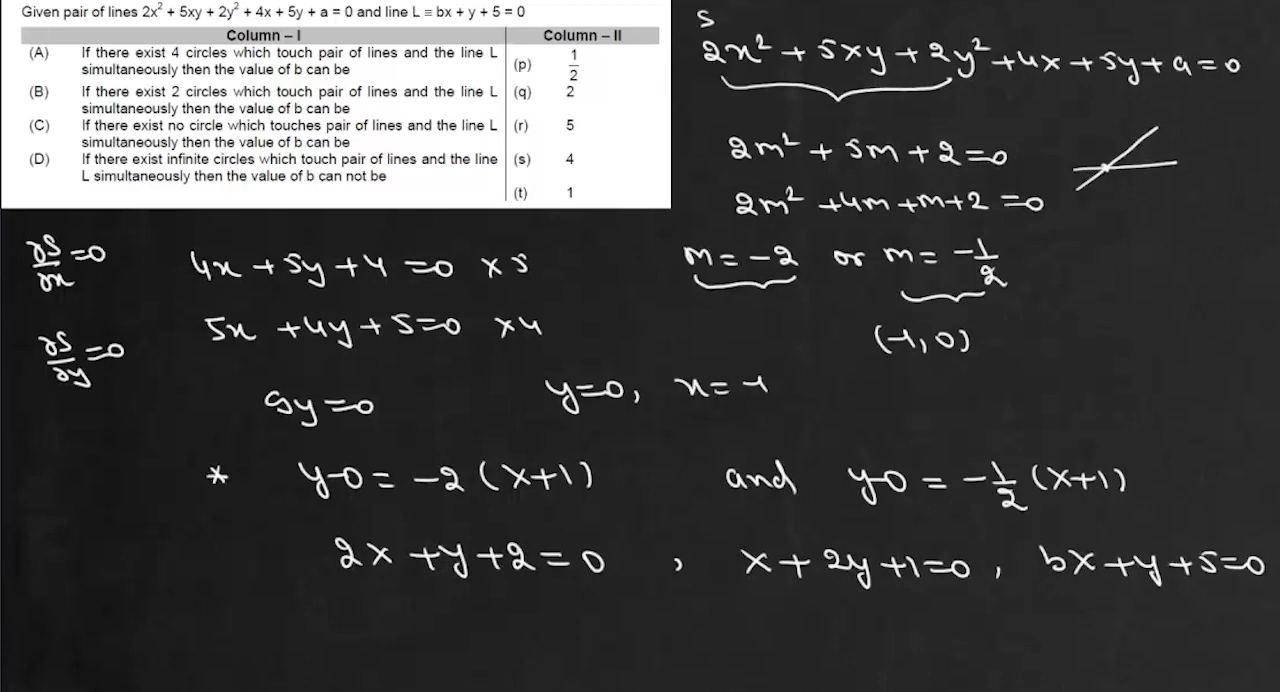 Given pair of lines 2x² + 5xy + 2y² + 4x + 5y + a = 0 and line L ≡ bx + y + 5 = 0
Column – I Column – II
(A) If there exist 4 circles which touch pair of lines and the line L simultaneously then the value of b can be (p) 1/2
(B) If there exist 2 circles which touch pair of lines and the line L simultaneously then the value of b can be (q) 2
(C) If there exist no circle which touches pair of lines and the line L simultaneously then the value of b can be (r) 5
(D) If there exist infinite circles which touch pair of lines and the line L simultaneously then the value of b can not be (s) 4
(t) 1
S
2x² + 5xy + 2y² + 4x + 5y + a = 0
2m² + 5m + 2 = 0
2m² + 4m + m + 2 = 0
m = -2 or m = -1/2
(-1, 0)
∂S/∂x = 0 4x + 5y + 4 = 0 × 5
∂S/∂y = 0 5x + 4y + 5 = 0 × 4
9y = 0 y = 0, x = -1
* y-0 = -2 (x+1) and y-0 = -1/2 (x+1)
2x + y + 2 = 0 , x + 2y + 1 = 0 , bx + y + 5 = 0